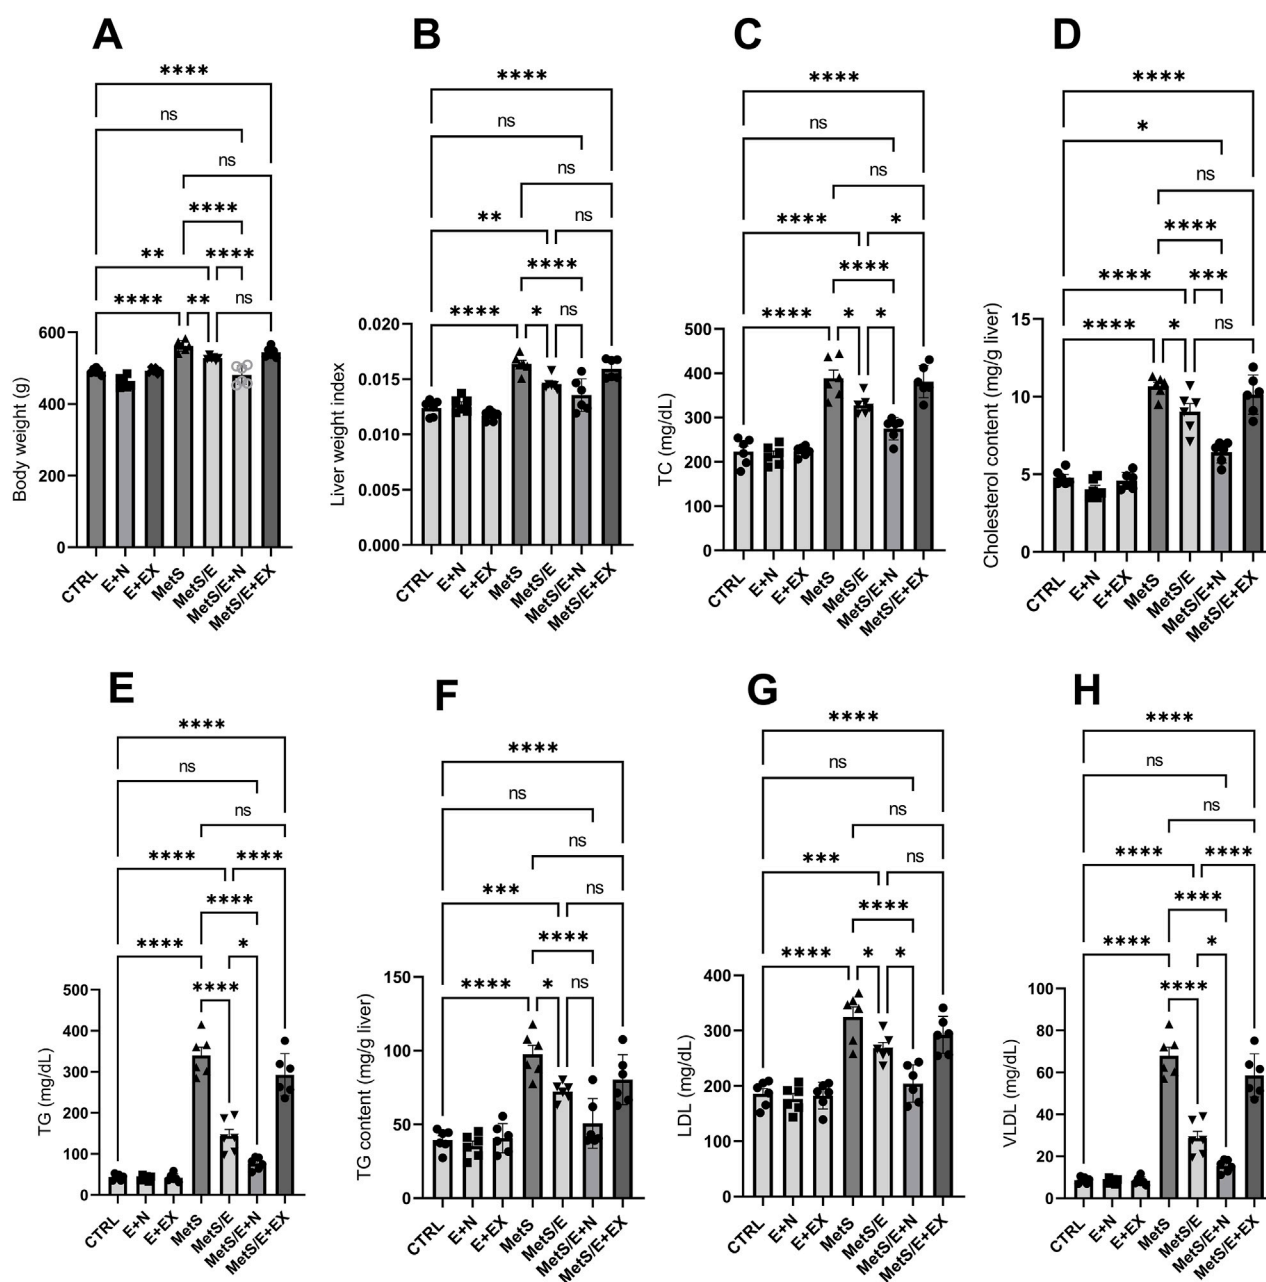 A
B
C
D
****
ns
ns
****
** ****
**** ** ns
Body weight (g)
600
400
200
0
CTRL
E+N
E+EX
MetS
MetS/E
MetS/E+N
MetS/E+EX
****
ns
ns
** ns
****
**** * ns
Liver weight index
0.020
0.015
0.010
0.005
0.000
CTRL
E+N
E+EX
MetS
MetS/E
MetS/E+N
MetS/E+EX
****
ns
ns
**** *
****
**** * *
TC (mg/dL)
500
400
300
200
100
0
CTRL
E+N
E+EX
MetS
MetS/E
MetS/E+N
MetS/E+EX
****
*
ns
****
**** ***
**** * ns
Cholesterol content (mg/g liver)
15
10
5
0
CTRL
E+N
E+EX
MetS
MetS/E
MetS/E+N
MetS/E+EX
E
F
G
H
****
ns
ns
**** ****
****
**** *
****
TG (mg/dL)
500
400
300
200
100
0
CTRL
E+N
E+EX
MetS
MetS/E
MetS/E+N
MetS/E+EX
****
ns
ns
*** ns
****
**** * ns
TG content (mg/g liver)
150
100
50
0
CTRL
E+N
E+EX
MetS
MetS/E
MetS/E+N
MetS/E+EX
****
ns
ns
*** ns
****
**** * *
LDL (mg/dL)
400
300
200
100
0
CTRL
E+N
E+EX
MetS
MetS/E
MetS/E+N
MetS/E+EX
****
ns
ns
**** ****
****
**** *
****
VLDL (mg/dL)
100
80
60
40
20
0
CTRL
E+N
E+EX
MetS
MetS/E
MetS/E+N
MetS/E+EX